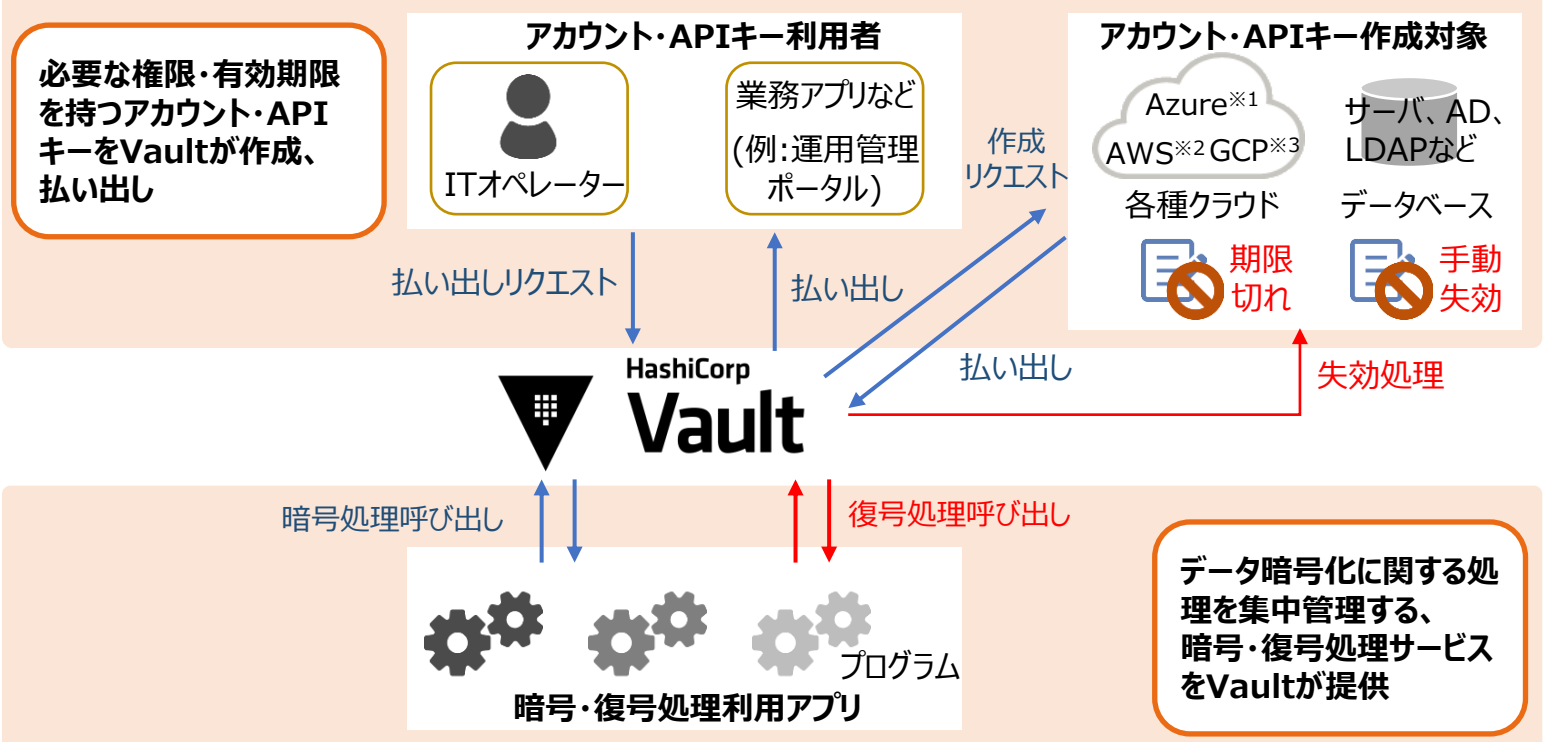 必要な権限・有効期限
を持つアカウント・API
キーをVaultが作成、
払い出し
アカウント・APIキー利用者
ITオペレーター
業務アプリなど
(例:運用管理
ポータル)
アカウント・APIキー作成対象
Azure※1
AWS※2 GCP※3
各種クラウド
サーバ、AD、
LDAPなど
データベース
期限
切れ
手動
失効
作成
リクエスト
払い出しリクエスト
払い出し
払い出し
失効処理
HashiCorp
Vault
暗号処理呼び出し
復号処理呼び出し
プログラム
暗号・復号処理利用アプリ
データ暗号化に関する処
理を集中管理する、
暗号・復号処理サービス
をVaultが提供